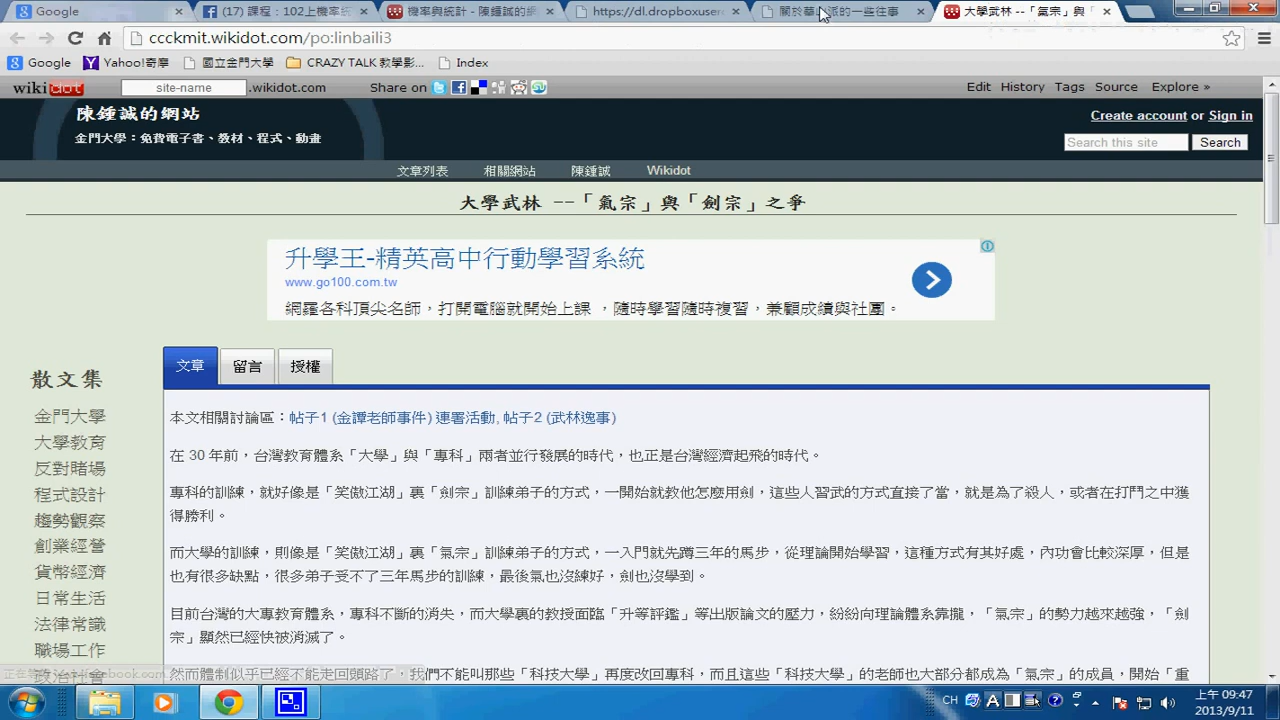 Google
(17) 課程：102上機率統
機率與統計 - 陳鍾誠的網
https://dl.dropboxuser
關於華山派的一些往事
大學武林 --「氣宗」與「
ccckmit.wikidot.com/po:linbaili3
Google
Yahoo!奇摩
國立金門大學
CRAZY TALK 教學影...
Index
wikidot
site-name
.wikidot.com
Share on
Edit
History
Tags
Source
Explore »
陳鍾誠的網站
金門大學：免費電子書、教材、程式、動畫
Create account or Sign in
Search this site
Search
文章列表
相關網站
陳鍾誠
Wikidot
大學武林 --「氣宗」與「劍宗」之爭
升學王-精英高中行動學習系統
www.go100.com.tw
網羅各科頂尖名師，打開電腦就開始上課 ，隨時學習隨時複習，兼顧成績與社團。
散文集
金門大學
大學教育
反對賭場
程式設計
趨勢觀察
創業經營
貨幣經濟
日常生活
法律常識
職場工作
政治社會
文章
留言
授權
本文相關討論區：帖子1 (金譚老師事件) 連署活動, 帖子2 (武林逸事)
在 30 年前，台灣教育體系「大學」與「專科」兩者並行發展的時代，也正是台灣經濟起飛的時代。
專科的訓練，就好像是「笑傲江湖」裏「劍宗」訓練弟子的方式，一開始就教他怎麼用劍，這些人習武的方式直接了當，就是為了殺人，或者在打鬥之中獲
得勝利。
而大學的訓練，則像是「笑傲江湖」裏「氣宗」訓練弟子的方式，一入門就先蹲三年的馬步，從理論開始學習，這種方式有其好處，內功會比較深厚，但是
也有很多缺點，很多弟子受不了三年馬步的訓練，最後氣也沒練好，劍也沒學到。
目前台灣的大專教育體系，專科不斷的消失，而大學裏的教授面臨「升等評鑑」等出版論文的壓力，紛紛向理論體系靠攏，「氣宗」的勢力越來越強，「劍
宗」顯然已經快被消滅了。
然而體制似乎已經不能走回頭路了，我們不能叫那些「科技大學」再度改回專科，而且這些「科技大學」的老師也大部分都成為「氣宗」的成員，開始「重
CH
A
上午 09:47
2013/9/11